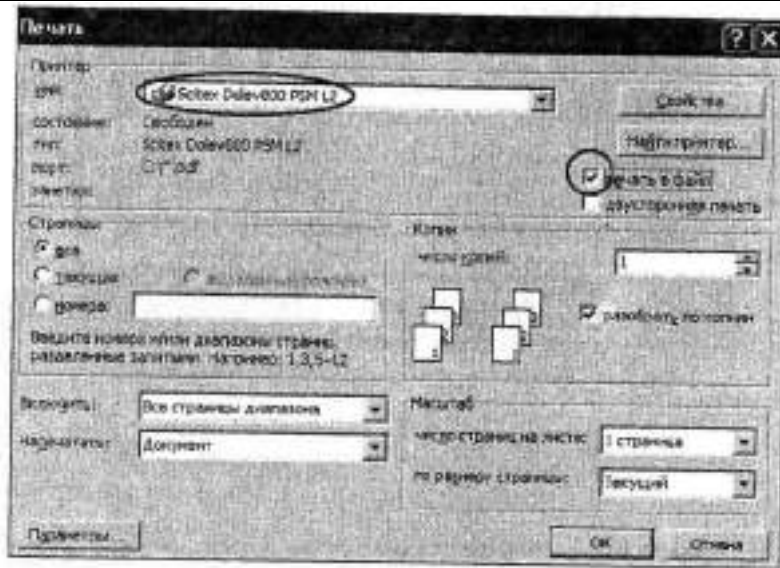 Печать
Принтер
имя: Scitex Dolev800 PSM L2
Свойства
состояние: Свободен
тип: Scitex Dolev800 PSM L2
Найти принтер...
порт: C:\*.pdf
заметки:
печать в файл
двусторонняя печать
Страницы
все
текущая
номера:
Введите номера и/или диапазоны страниц,
разделенные запятыми. Например: 1,3,5-12
Копии
число копий: 1
разобрать по копиям
Включить: Все страницы диапазона
Напечатать: Документ
Масштаб
число страниц на листе: 1 страница
по размеру страницы: Текущий
Параметры...
OK
Отмена